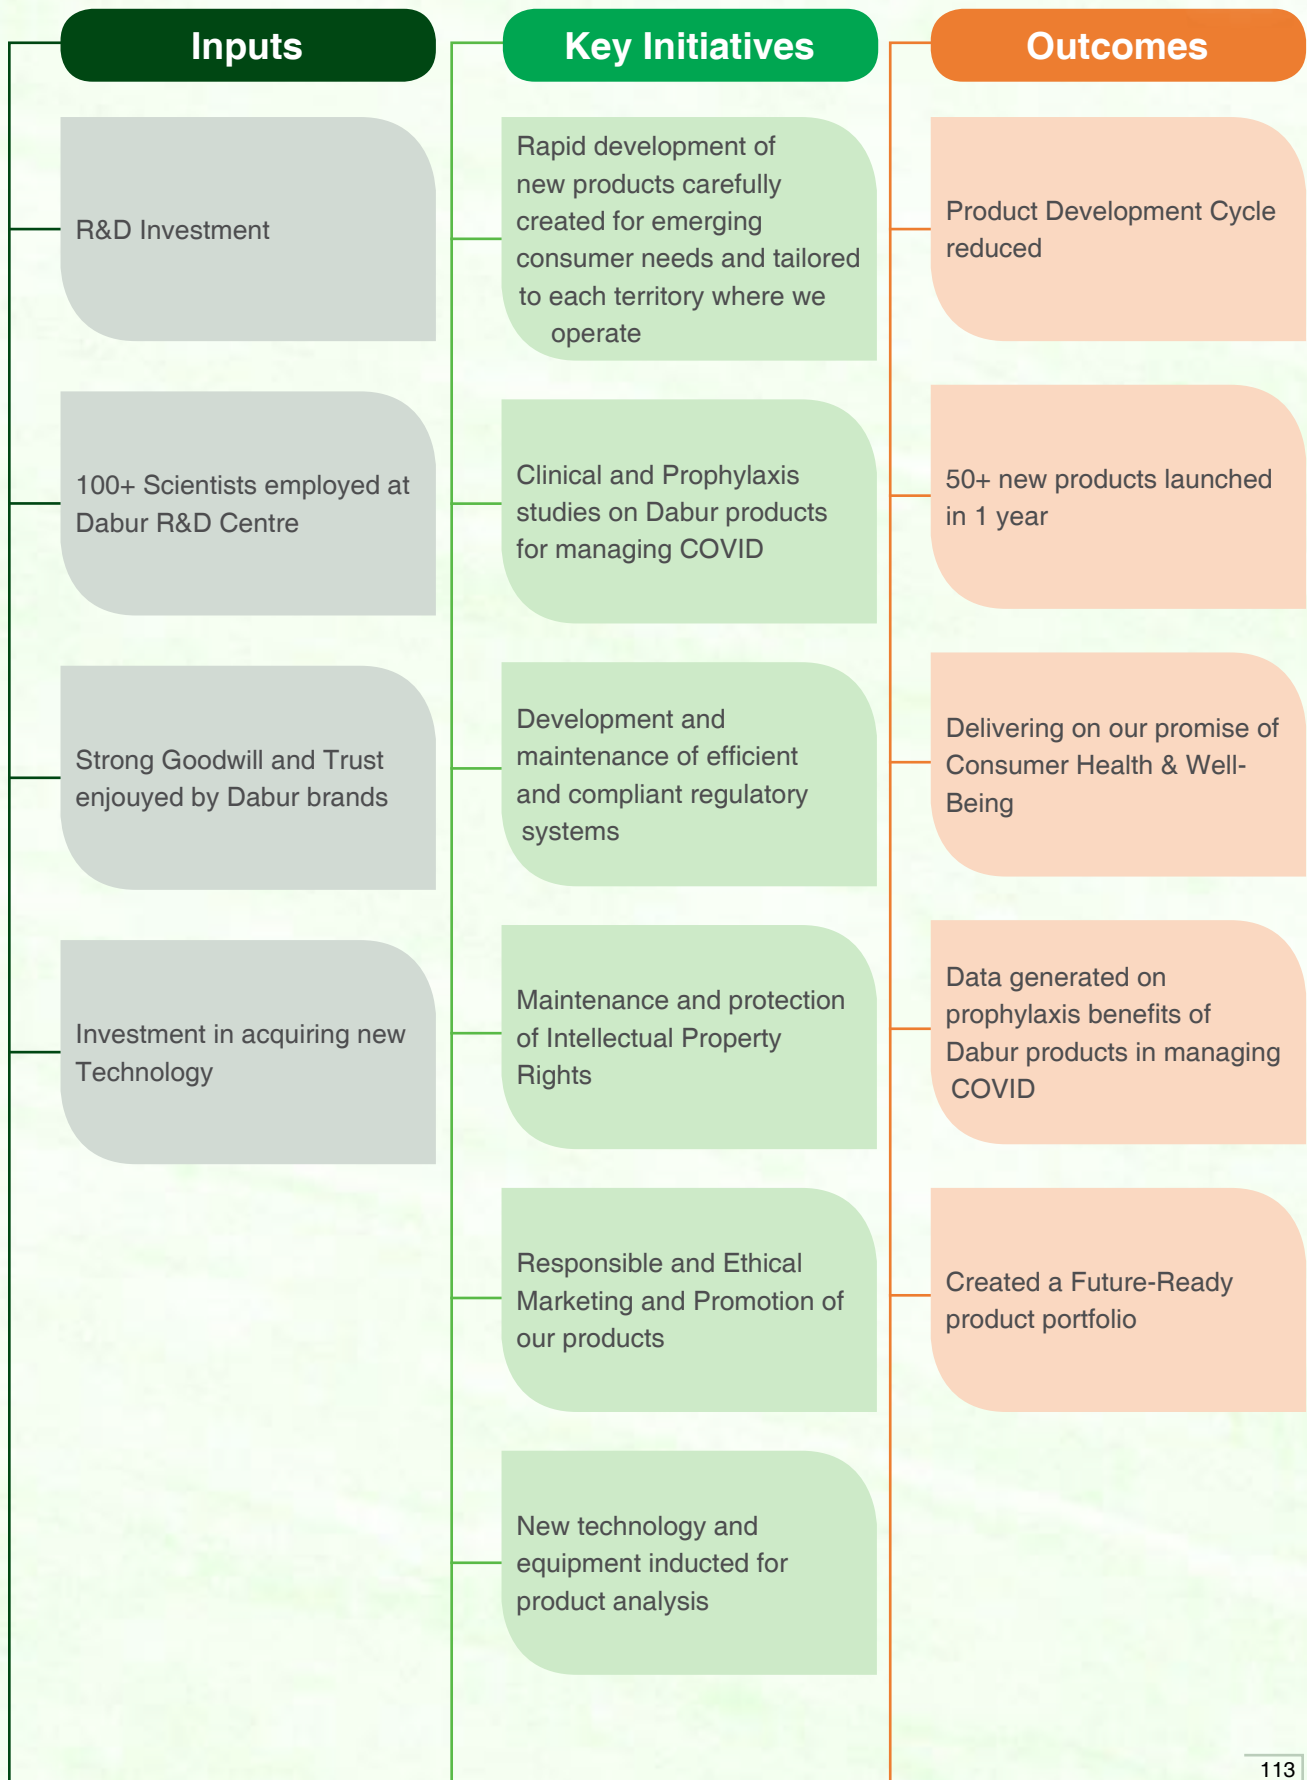 Inputs
R&D Investment
100+ Scientists employed at
Dabur R&D Centre
Strong Goodwill and Trust
enjouyed by Dabur brands
Investment in acquiring new
Technology
Key Initiatives
Rapid development of
new products carefully
created for emerging
consumer needs and tailored
to each territory where we
operate
Clinical and Prophylaxis
studies on Dabur products
for managing COVID
Development and
maintenance of efficient
and compliant regulatory
systems
Maintenance and protection
of Intellectual Property
Rights
Responsible and Ethical
Marketing and Promotion of
our products
New technology and
equipment inducted for
product analysis
Outcomes
Product Development Cycle
reduced
50+ new products launched
in 1 year
Delivering on our promise of
Consumer Health & Well-
Being
Data generated on
prophylaxis benefits of
Dabur products in managing
COVID
Created a Future-Ready
product portfolio
113